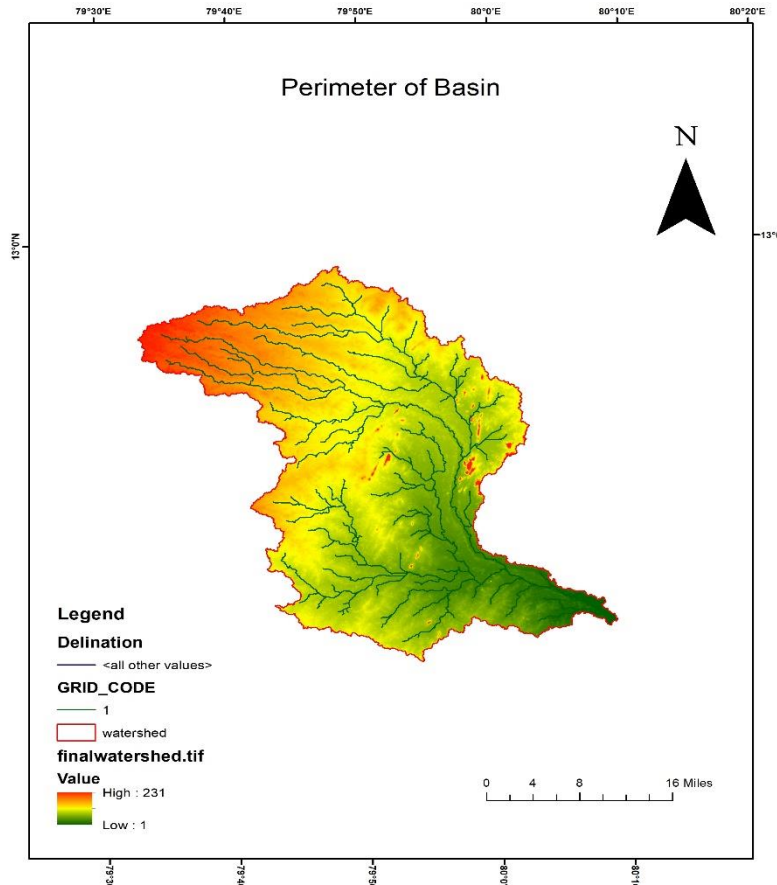 79°30'E 79°40'E 79°50'E 80°0'E 80°10'E 80°20'E
Perimeter of Basin
N
13°0'N
Legend
Delination
<all other values>
GRID_CODE
1
watershed
finalwatershed.tif
Value
High : 231
Low : 1
0 4 8 16 Miles